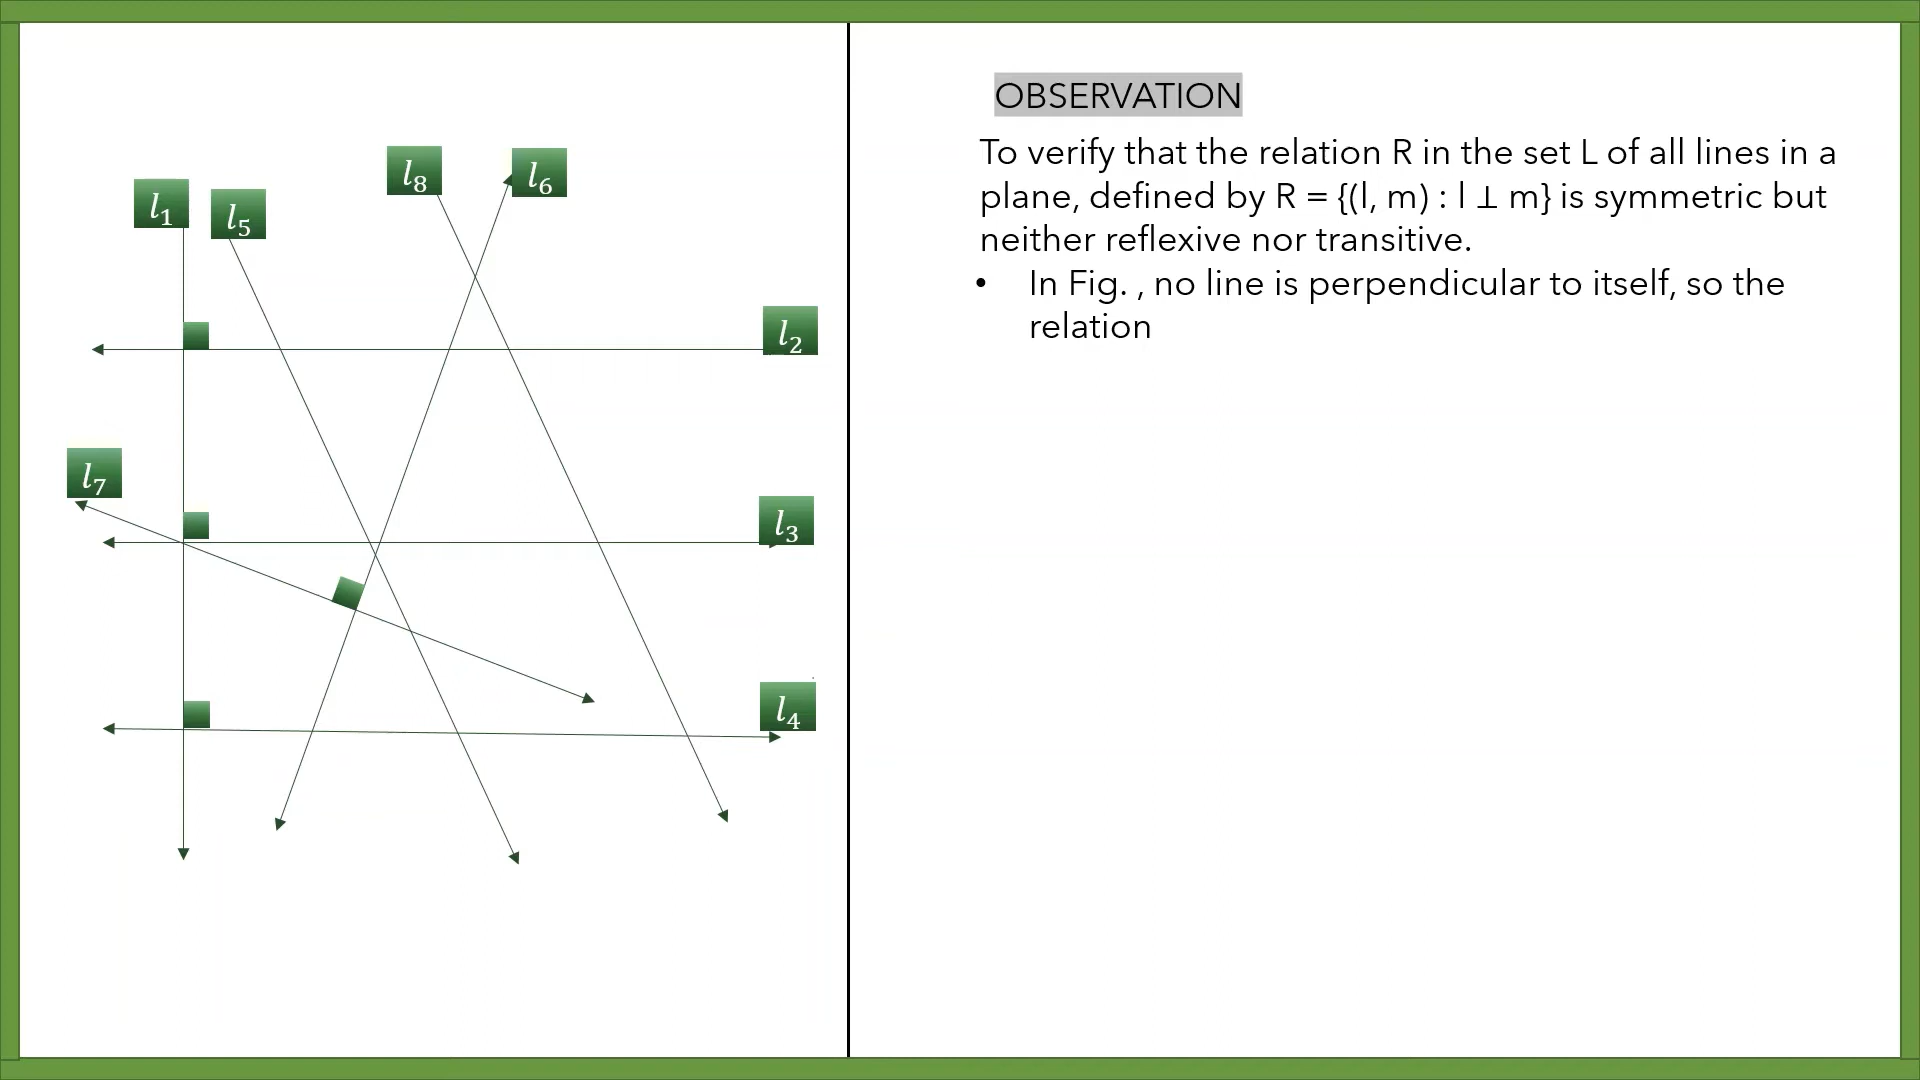 l₁
l₅
l₈
l₆
l₂
l₇
l₃
l₄
OBSERVATION
To verify that the relation R in the set L of all lines in a
plane, defined by R = {(l, m) : l ⊥ m} is symmetric but
neither reflexive nor transitive.
• In Fig. , no line is perpendicular to itself, so the
relation